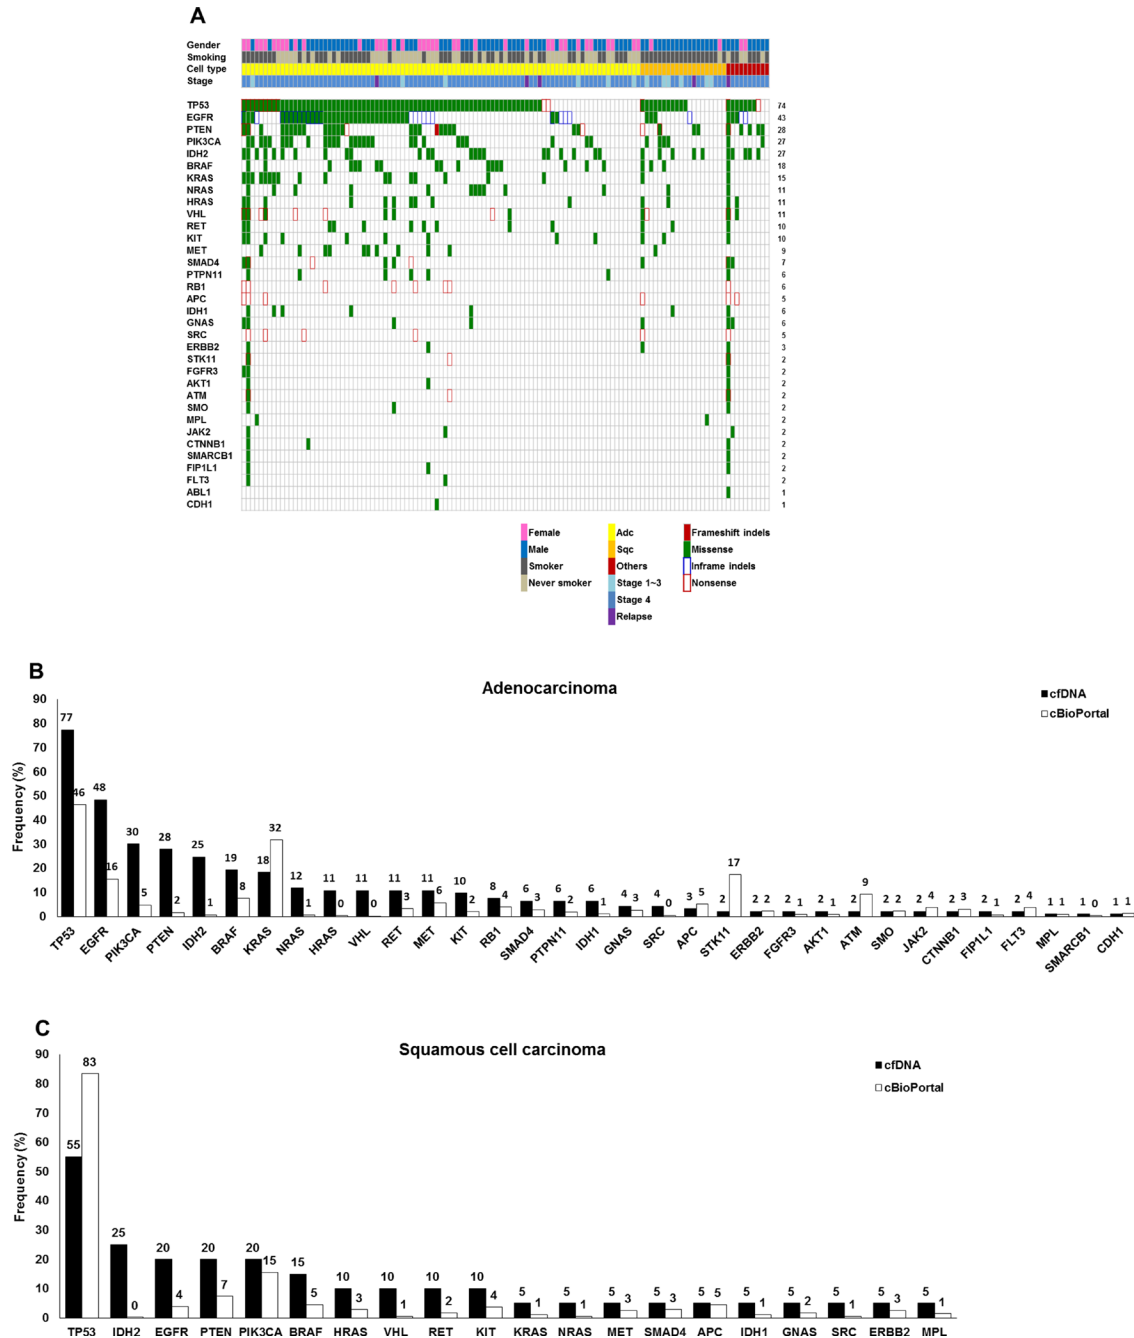 A
Gender
Smoking
Cell type
Stage
TP53 74
EGFR 43
PTEN 28
PIK3CA 27
IDH2 27
BRAF 18
KRAS 15
NRAS 11
HRAS 11
VHL 11
RET 10
KIT 10
MET 9
SMAD4 7
PTPN11 6
RB1 6
APC 5
IDH1 6
GNAS 6
SRC 5
ERBB2 3
STK11 2
FGFR3 2
AKT1 2
ATM 2
SMO 2
MPL 2
JAK2 2
CTNNB1 2
SMARCB1 2
FIP1L1 2
FLT3 2
ABL1 1
CDH1 1
Female Adc Frameshift indels
Male Sqc Missense
Smoker Others Inframe indels
Never smoker Stage 1~3 Nonsense
Stage 4
Relapse
B
Adenocarcinoma
cfDNA
cBioPortal
Frequency (%)
90
80
70
60
50
40
30
20
10
0
77 46 48 16 30 5 28 2 25 1 19 8 18 32 12 1 11 0 11 0 11 3 11 6 10 2 8 4 6 3 6 2 6 1 4 3 4 0 3 5 2 17 2 2 2 1 2 1 2 9 2 2 2 4 2 3 2 1 2 4 1 1 1 0 1 1
TP53 EGFR PIK3CA PTEN IDH2 BRAF KRAS NRAS HRAS VHL RET MET KIT RB1 SMAD4 PTPN11 IDH1 GNAS SRC APC STK11 ERBB2 FGFR3 AKT1 ATM SMO JAK2 CTNNB1 FIP1L1 FLT3 MPL SMARCB1 CDH1
C
Squamous cell carcinoma
cfDNA
cBioPortal
Frequency (%)
90
80
70
60
50
40
30
20
10
0
55 83 25 0 20 4 20 7 20 15 15 5 10 3 10 1 10 2 10 4 5 1 5 1 5 3 5 3 5 5 5 1 5 2 5 1 5 3 5 1
TP53 IDH2 EGFR PTEN PIK3CA BRAF HRAS VHL RET KIT KRAS NRAS MET SMAD4 APC IDH1 GNAS SRC ERBB2 MPL